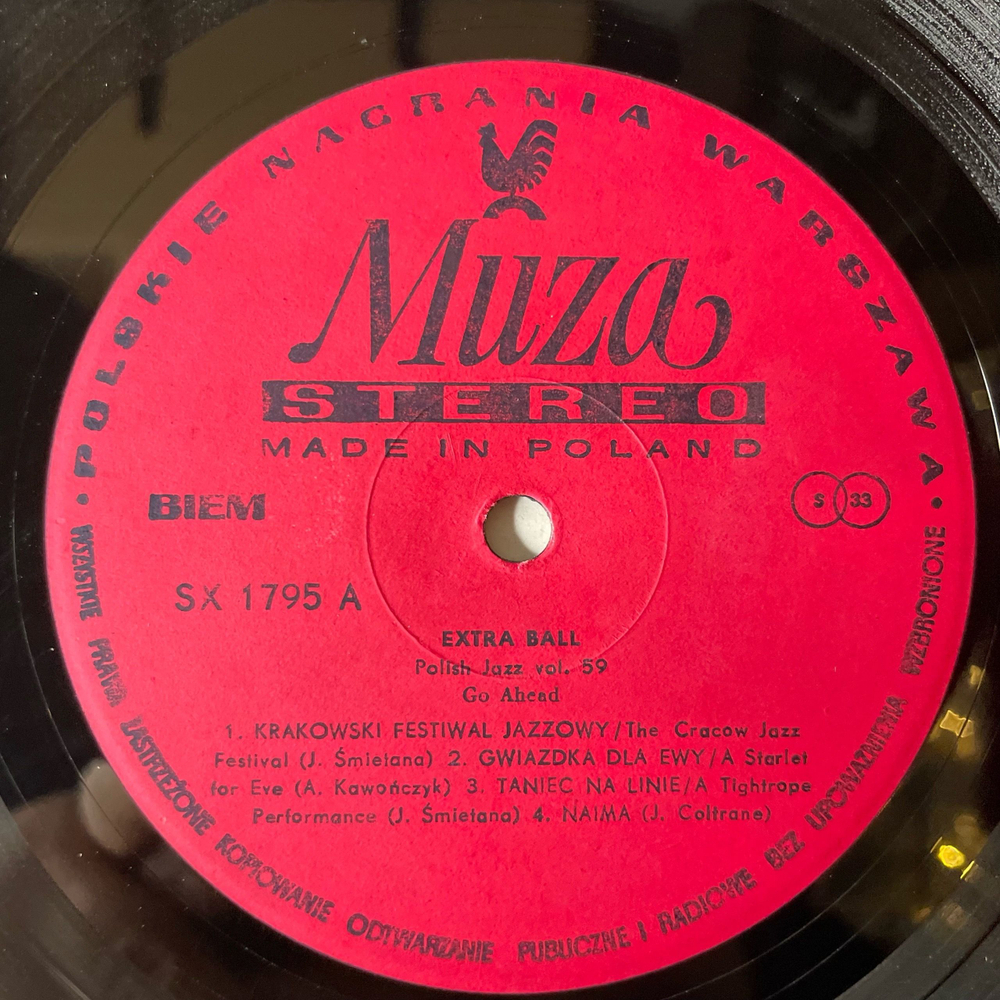 • POLSKIE NAGRANIA WARSZAWA •
Muza
STEREO
MADE IN POLAND
BIEM
S 33
SX 1795 A
EXTRA BALL
Polish Jazz vol. 59
Go Ahead
1. KRAKOWSKI FESTIWAL JAZZOWY/The Cracow Jazz
Festival (J. Śmietana) 2. GWIAZDKA DLA EWY/A Starlet
for Eve (A. Kawończyk) 3. TANIEC NA LINIE/A Tightrope
Performance (J. Śmietana) 4. NAIMA (J. Coltrane)
WSZYSTKIE PRAWA ZASTRZEŻONE KOPIOWANIE ODTWARZANIE PUBLICZNE I RADIOWE BEZ UPOWAŻNIENIA WZBRONIONE